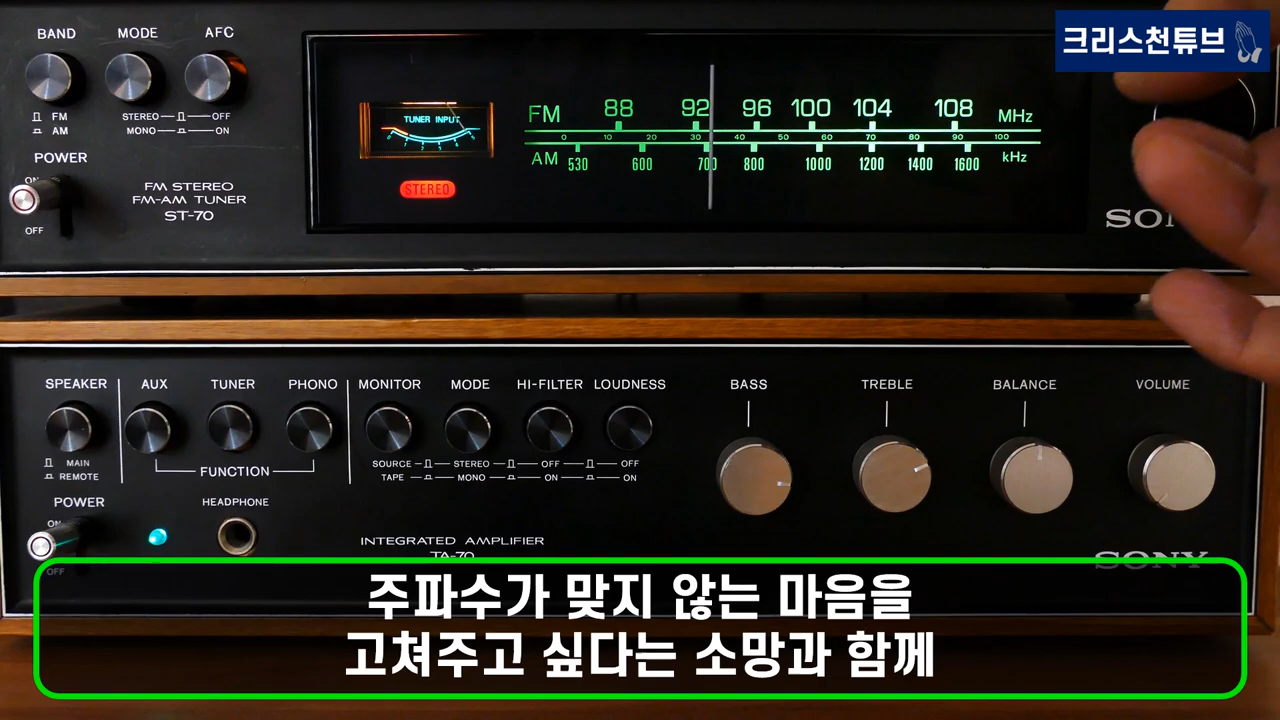 크리스천튜브
BAND MODE AFC
FM STEREO OFF
AM MONO ON
POWER
ON
OFF
FM STEREO
FM-AM TUNER
ST-70
TUNER INPUT
STEREO
FM 88 92 96 100 104 108 MHz
0 10 20 30 40 50 60 70 80 90 100
AM 530 600 700 800 1000 1200 1400 1600 kHz
SPEAKER AUX TUNER PHONO MONITOR MODE HI-FILTER LOUDNESS BASS TREBLE BALANCE VOLUME
MAIN SOURCE STEREO OFF OFF
REMOTE FUNCTION TAPE MONO ON ON
POWER HEADPHONE
ON
OFF
INTEGRATED AMPLIFIER
TA-70
SONY
주파수가 맞지 않는 마음을
고쳐주고 싶다는 소망과 함께